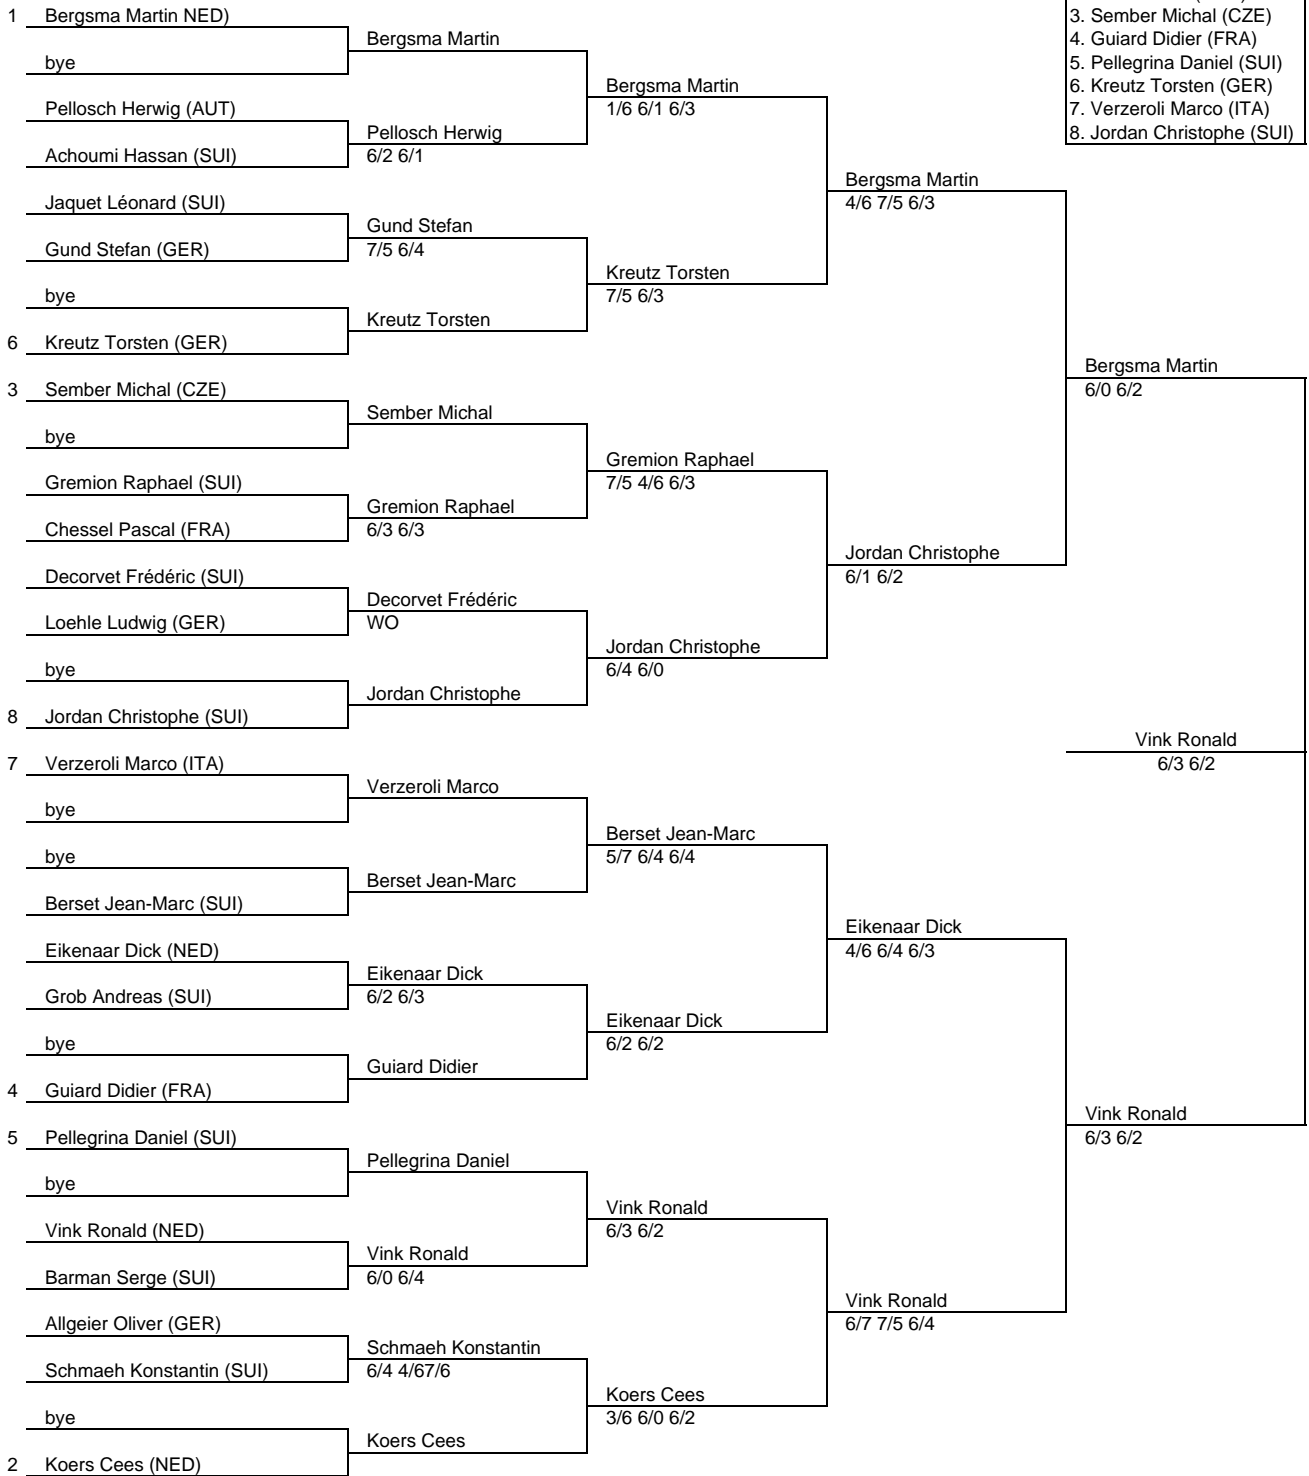 1 Bergsma Martin NED)
bye
Pellosch Herwig (AUT)
Achoumi Hassan (SUI)
Jaquet Léonard (SUI)
Gund Stefan (GER)
bye
6 Kreutz Torsten (GER)
3 Sember Michal (CZE)
bye
Gremion Raphael (SUI)
Chessel Pascal (FRA)
Decorvet Frédéric (SUI)
Loehle Ludwig (GER)
bye
8 Jordan Christophe (SUI)
7 Verzeroli Marco (ITA)
bye
bye
Berset Jean-Marc (SUI)
Eikenaar Dick (NED)
Grob Andreas (SUI)
bye
4 Guiard Didier (FRA)
5 Pellegrina Daniel (SUI)
bye
Vink Ronald (NED)
Barman Serge (SUI)
Allgeier Oliver (GER)
Schmaeh Konstantin (SUI)
bye
2 Koers Cees (NED)
Bergsma Martin
Pellosch Herwig
6/2 6/1
Gund Stefan
7/5 6/4
Kreutz Torsten
Sember Michal
Gremion Raphael
6/3 6/3
Decorvet Frédéric
WO
Jordan Christophe
Verzeroli Marco
Berset Jean-Marc
Eikenaar Dick
6/2 6/3
Guiard Didier
Pellegrina Daniel
Vink Ronald
6/0 6/4
Schmaeh Konstantin
6/4 4/67/6
Koers Cees
Bergsma Martin
1/6 6/1 6/3
Kreutz Torsten
7/5 6/3
Gremion Raphael
7/5 4/6 6/3
Jordan Christophe
6/4 6/0
Berset Jean-Marc
5/7 6/4 6/4
Eikenaar Dick
6/2 6/2
Vink Ronald
6/3 6/2
Koers Cees
3/6 6/0 6/2
Bergsma Martin
4/6 7/5 6/3
Jordan Christophe
6/1 6/2
Eikenaar Dick
4/6 6/4 6/3
Vink Ronald
6/7 7/5 6/4
Bergsma Martin
6/0 6/2
Vink Ronald
6/3 6/2
Vink Ronald
6/3 6/2
3. Sember Michal (CZE)
4. Guiard Didier (FRA)
5. Pellegrina Daniel (SUI)
6. Kreutz Torsten (GER)
7. Verzeroli Marco (ITA)
8. Jordan Christophe (SUI)